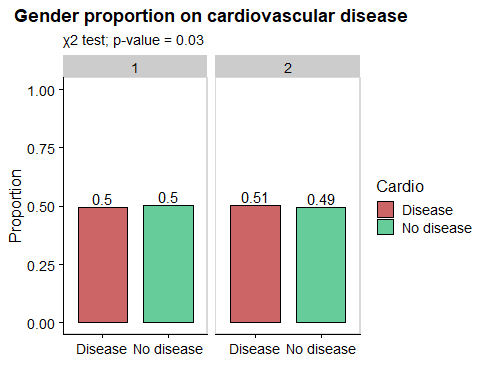 Gender proportion on cardiovascular disease
χ2 test; p-value = 0.03
1 2
1.00
0.75
0.50
0.25
0.00
Proportion
0.5 0.5 0.51 0.49
Disease No disease Disease No disease
Cardio
Disease
No disease